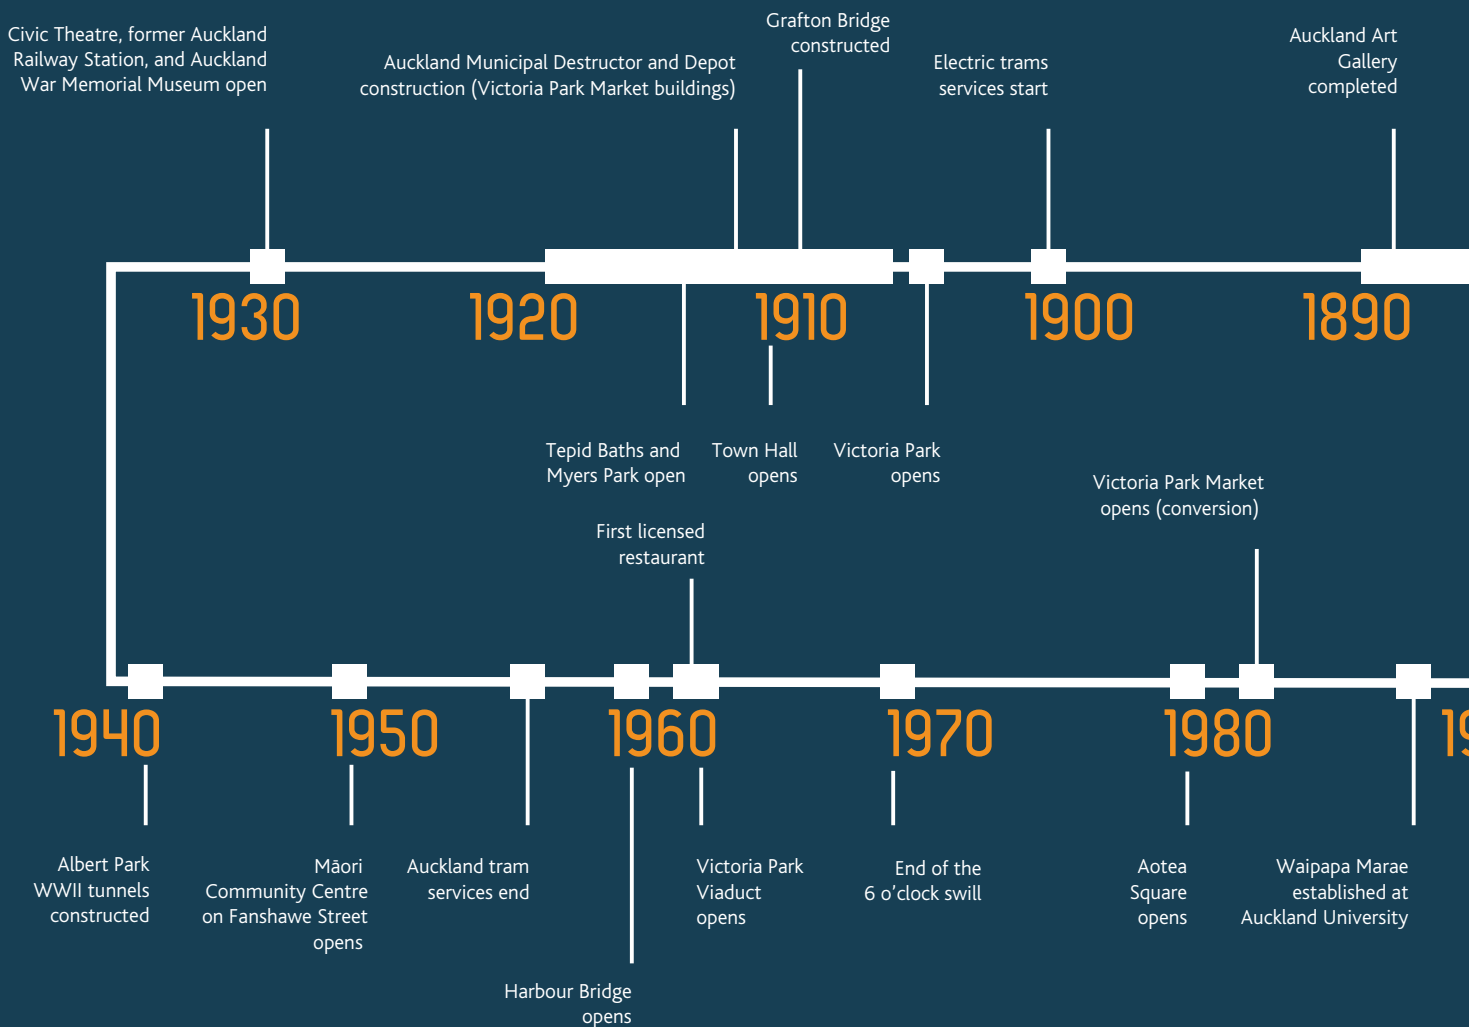 Civic Theatre, former Auckland
Railway Station, and Auckland
War Memorial Museum open
Auckland Municipal Destructor and Depot
construction (Victoria Park Market buildings)
Grafton Bridge
constructed
Electric trams
services start
Auckland Art
Gallery
completed
1930
1920
1910
1900
1890
Tepid Baths and
Myers Park open
Town Hall
opens
Victoria Park
opens
First licensed
restaurant
Victoria Park Market
opens (conversion)
1940
1950
1960
1970
1980
Albert Park
WWII tunnels
constructed
Māori
Community Centre
on Fanshawe Street
opens
Auckland tram
services end
Harbour Bridge
opens
Victoria Park
Viaduct
opens
End of the
6 o'clock swill
Aotea
Square
opens
Waipapa Marae
established at
Auckland University